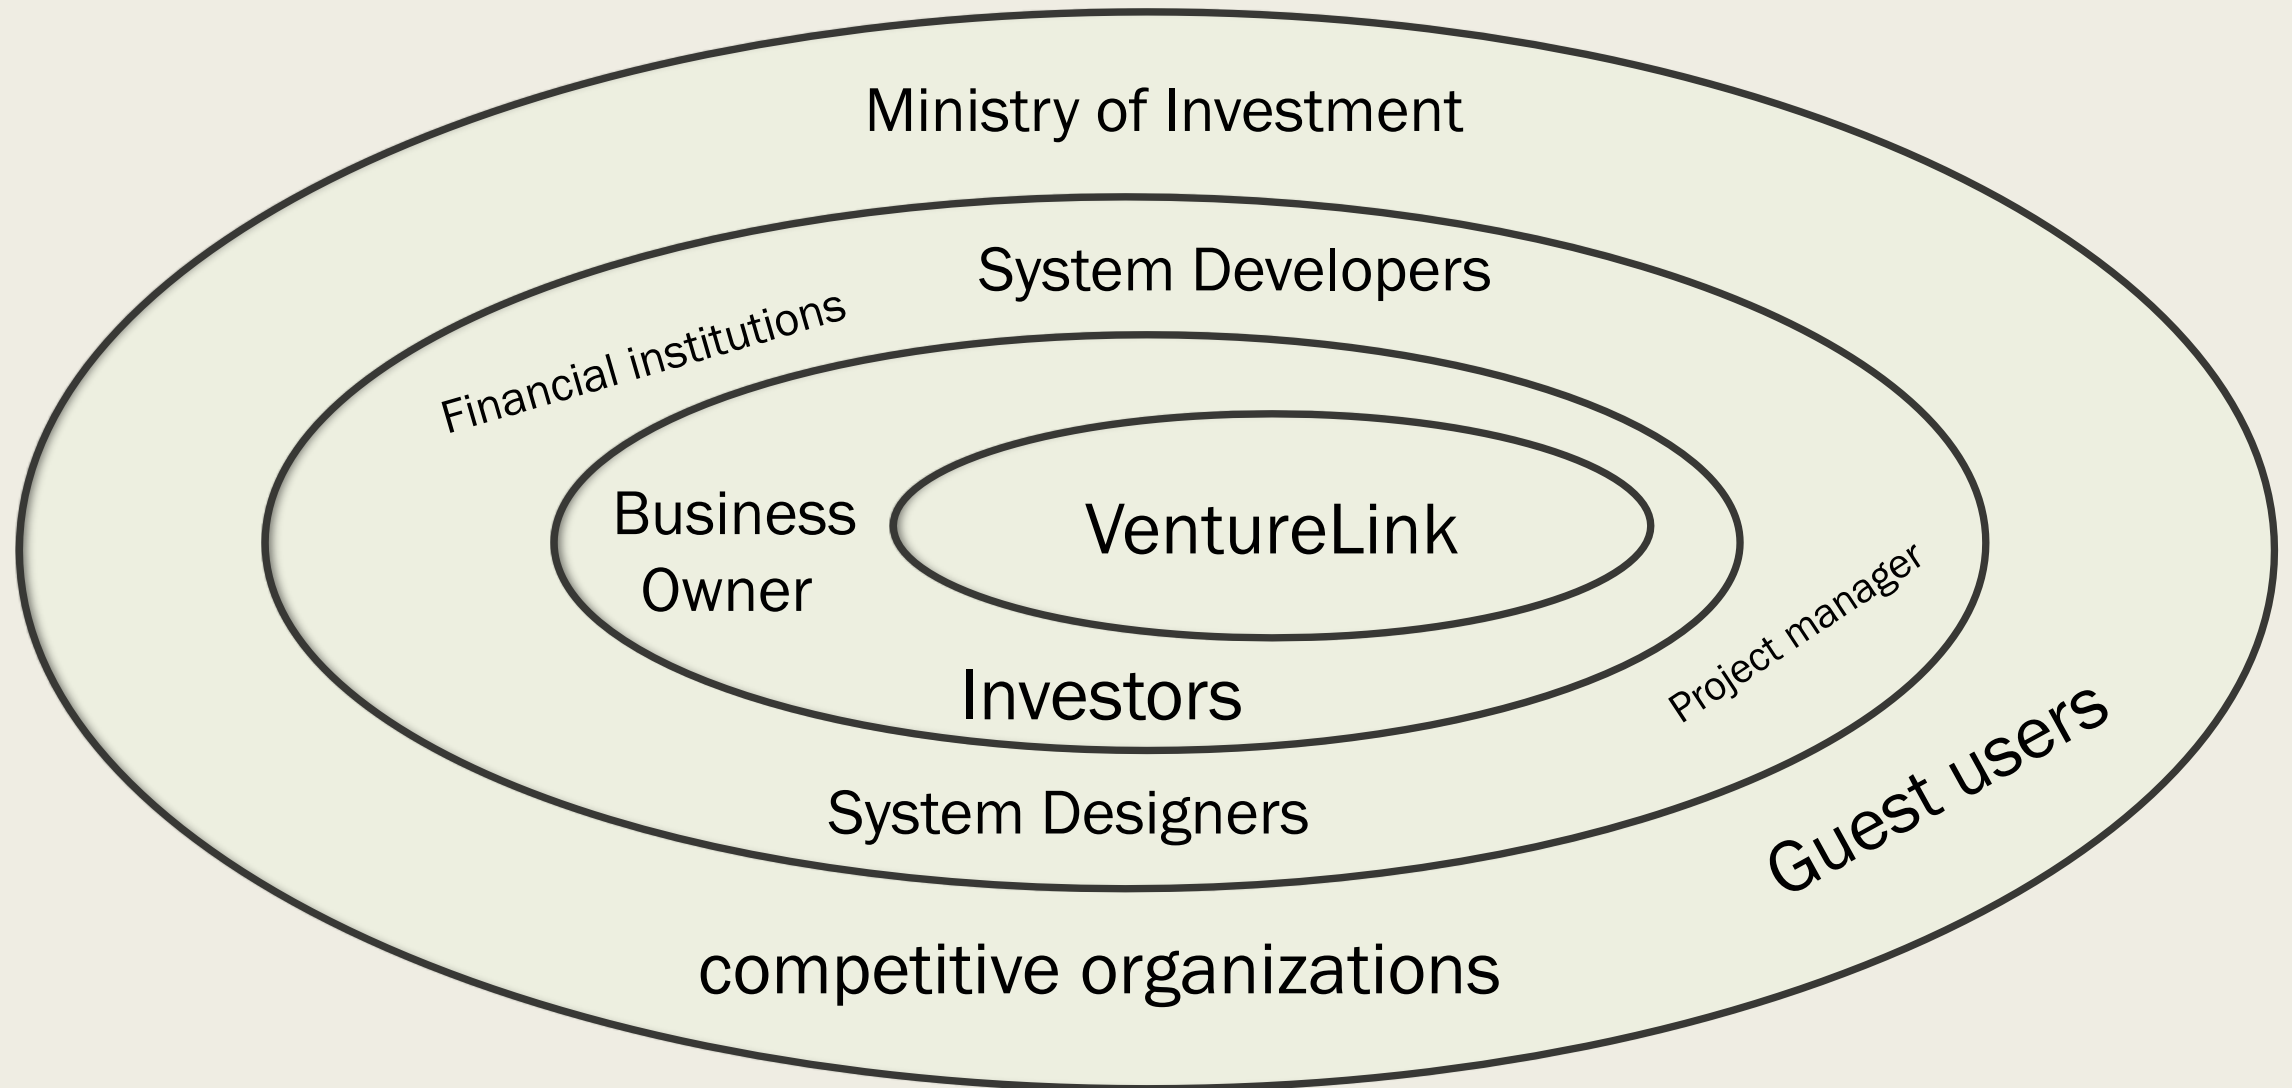 Ministry of Investment
System Developers
Financial institutions
Business
Owner
VentureLink
Investors
Project manager
System Designers
Guest users
competitive organizations